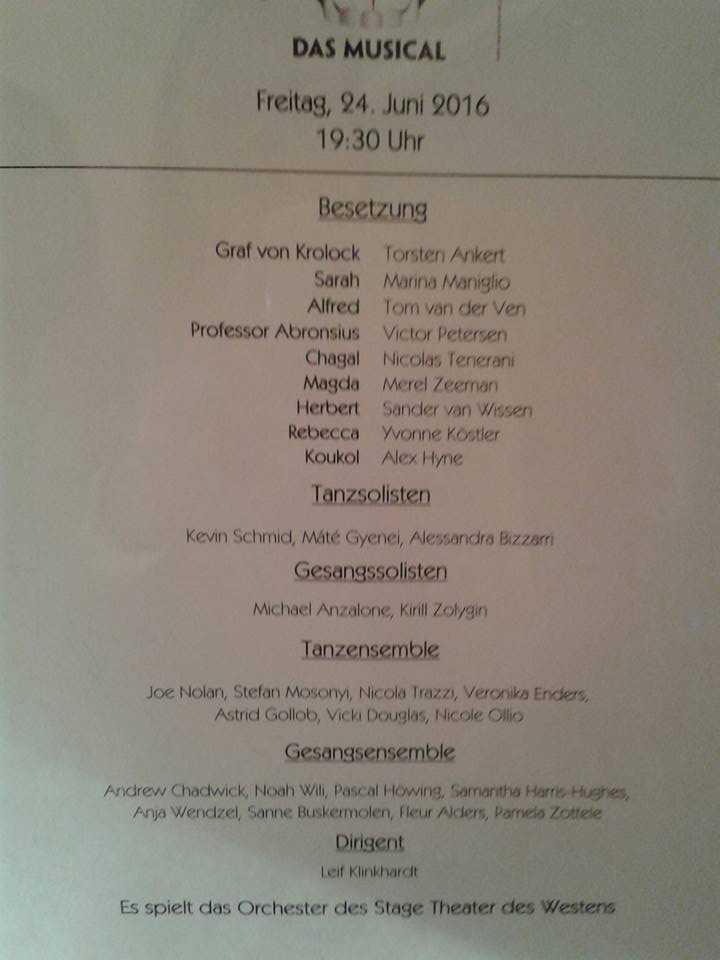 DAS MUSICAL
Freitag, 24. Juni 2016
19:30 Uhr
Besetzung
Graf von Krolock Torsten Ankert
Sarah Marina Maniglio
Alfred Tom van der Ven
Professor Abronsius Victor Petersen
Chagal Nicolas Tenerani
Magda Merel Zeeman
Herbert Sander van Wissen
Rebecca Yvonne Köstler
Koukol Alex Hyne
Tanzsolisten
Kevin Schmid, Máté Gyenei, Alessandra Bizzarri
Gesangssolisten
Michael Anzalone, Kirill Zolygin
Tanzensemble
Joe Nolan, Stefan Mosonyi, Nicola Trazzi, Veronika Enders,
Astrid Gollob, Vicki Douglas, Nicole Ollio
Gesangsensemble
Andrew Chadwick, Noah Wili, Pascal Höwing, Samantha Harris-Hughes,
Anja Wendzel, Sanne Buskermolen, Fleur Alders, Pamela Zottele
Dirigent
Leif Klinkhardt
Es spielt das Orchester des Stage Theater des Westens